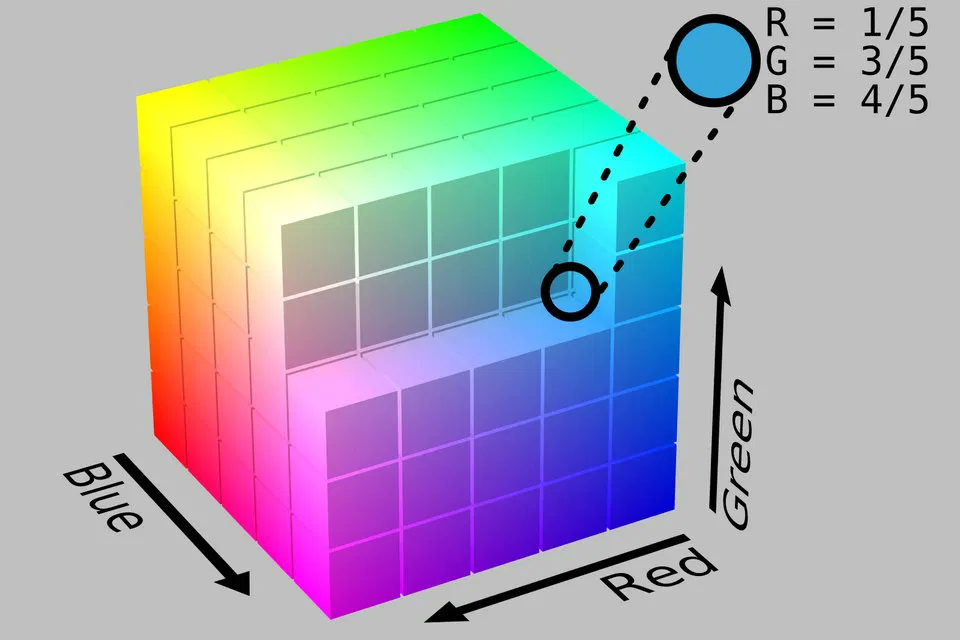 R = 1/5
G = 3/5
B = 4/5
Blue
Red
Green